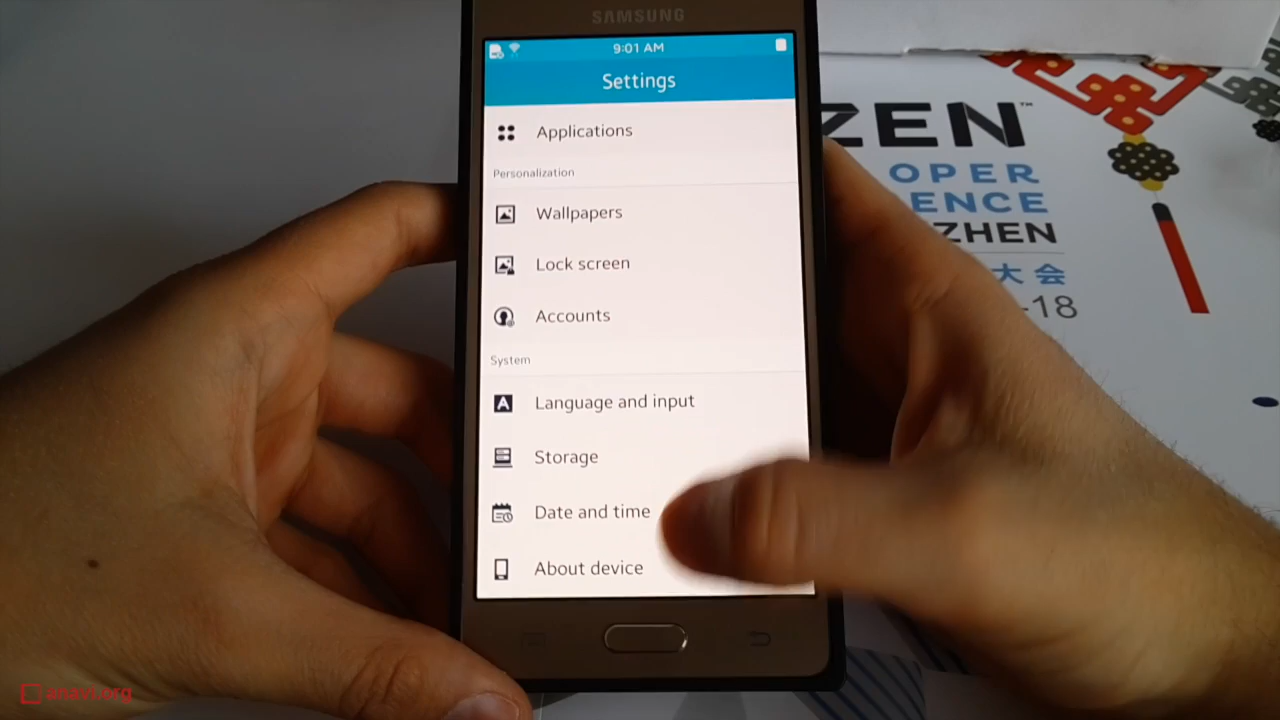 SAMSUNG
9:01 AM
Settings
Applications
Personalization
Wallpapers
Lock screen
Accounts
System
Language and input
Storage
Date and time
About device
ZEN™
OPER
ENCE
ZHEN
大会
-18
anavi.org